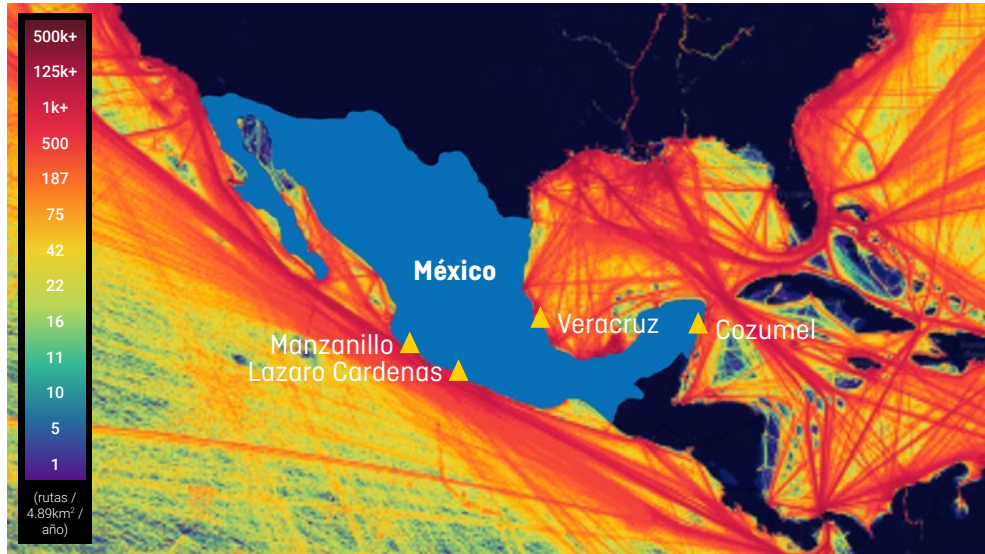 500k+
125k+
1k+
500
187
75
42
22
16
11
10
5
1
(rutas /
4.89km² /
año)
México
Manzanillo
Lazaro Cardenas
Veracruz
Cozumel